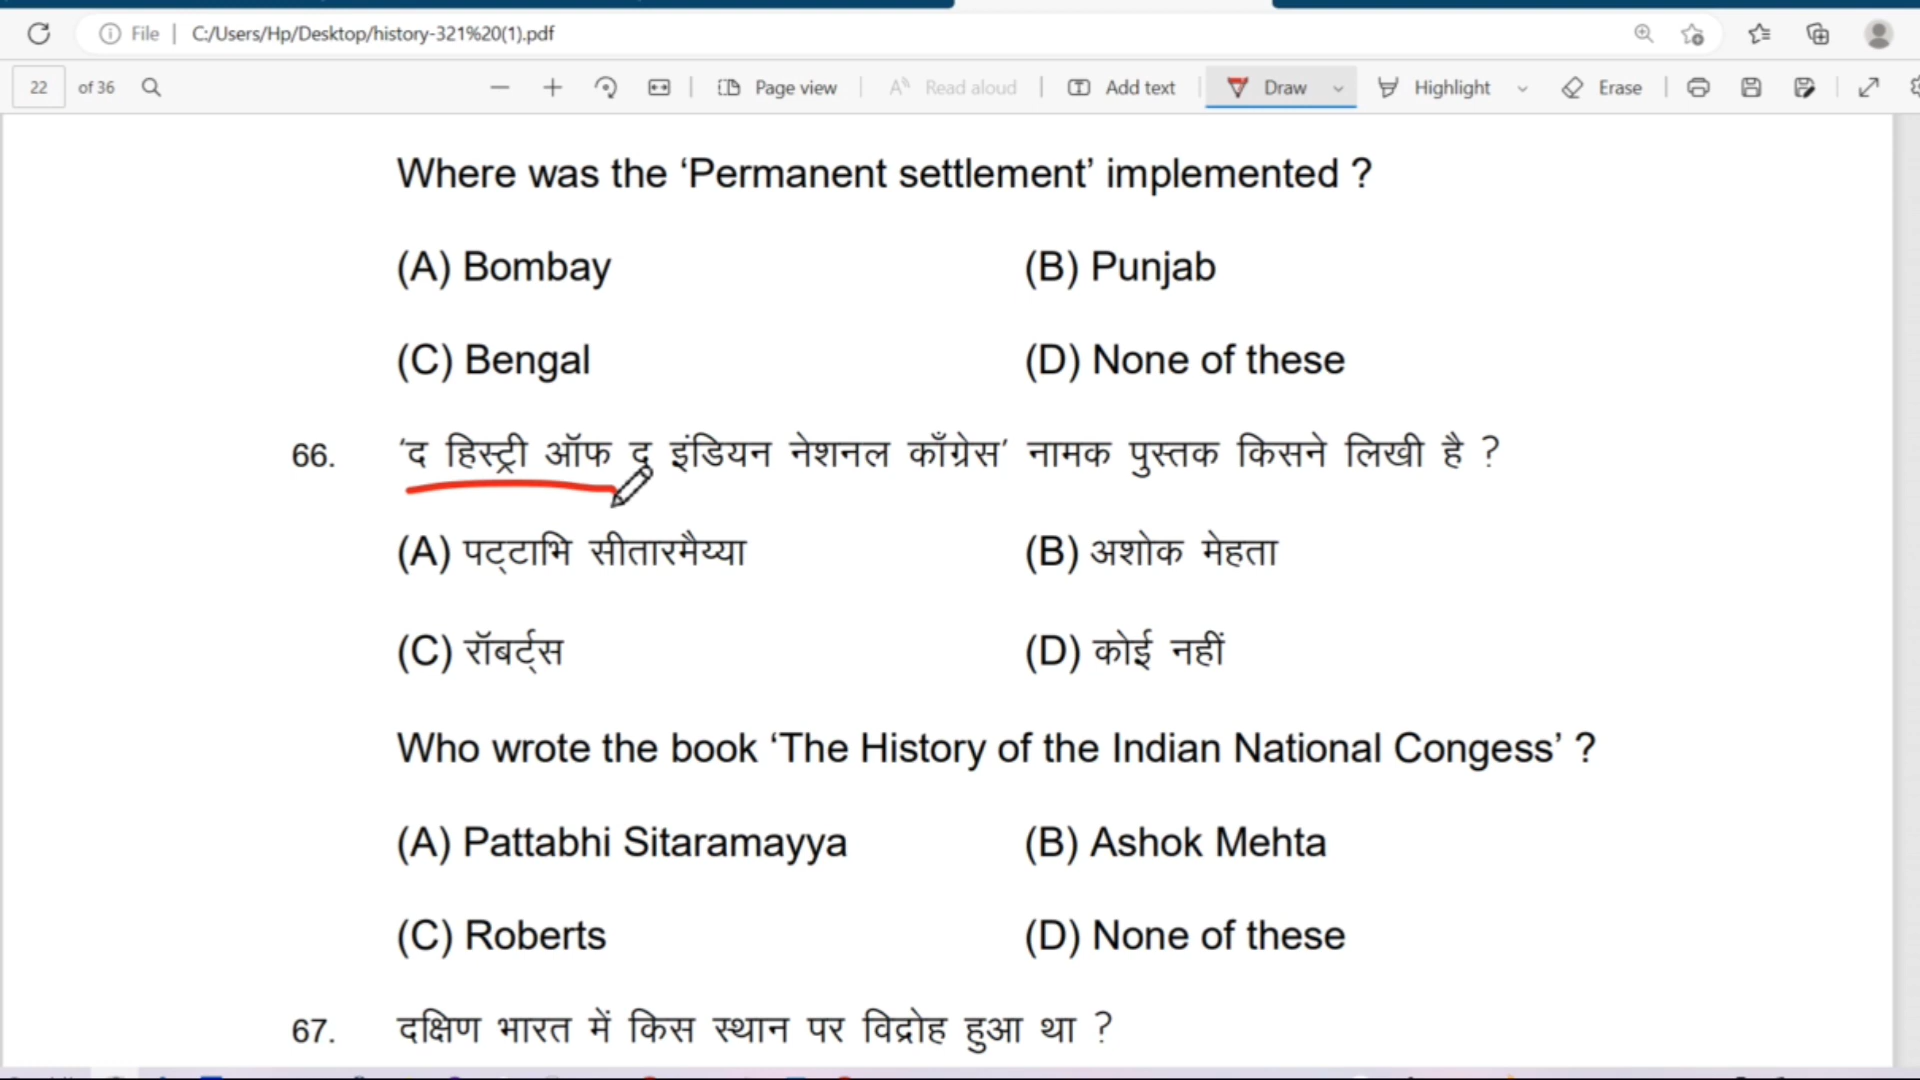 File | C:/Users/Hp/Desktop/history-321%20(1).pdf
22 of 36 Page view Read aloud Add text Draw Highlight Erase
Where was the ‘Permanent settlement’ implemented ?
(A) Bombay (B) Punjab
(C) Bengal (D) None of these
66. ‘द हिस्ट्री ऑफ द इंडियन नेशनल काँग्रेस’ नामक पुस्तक किसने लिखी है ?
(A) पट्टाभि सीतारमैय्या (B) अशोक मेहता
(C) रॉबर्ट्स (D) कोई नहीं
Who wrote the book ‘The History of the Indian National Congess’ ?
(A) Pattabhi Sitaramayya (B) Ashok Mehta
(C) Roberts (D) None of these
67. दक्षिण भारत में किस स्थान पर विद्रोह हुआ था ?